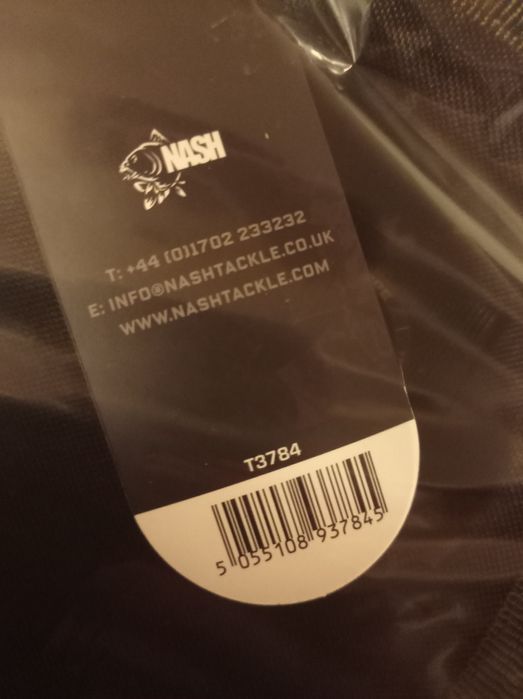 NASH
T: +44 (0)1702 233232
E: INFO@NASHTACKLE.CO.UK
WWW.NASHTACKLE.COM
T3784
5 055108 937845